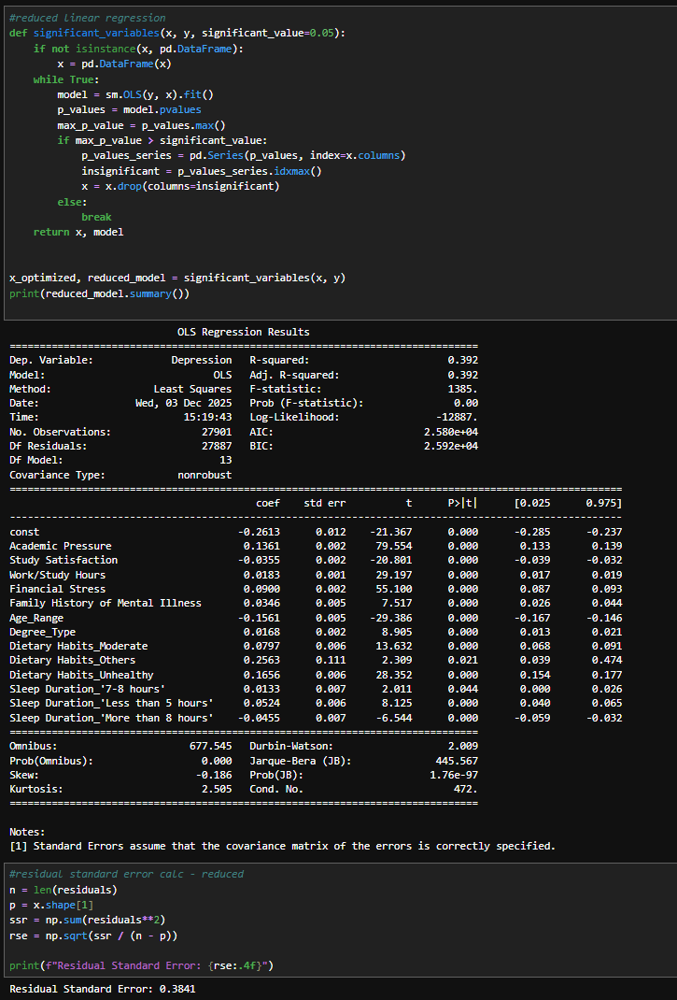 #reduced linear regression
def significant_variables(x, y, significant_value=0.05):
    if not isinstance(x, pd.DataFrame):
        x = pd.DataFrame(x)
    while True:
        model = sm.OLS(y, x).fit()
        p_values = model.pvalues
        max_p_value = p_values.max()
        if max_p_value > significant_value:
            p_values_series = pd.Series(p_values, index=x.columns)
            insignificant = p_values_series.idxmax()
            x = x.drop(columns=insignificant)
        else:
            break
    return x, model
x_optimized, reduced_model = significant_variables(x, y)
print(reduced_model.summary())
OLS Regression Results
==============================================================================
Dep. Variable: Depression R-squared: 0.392
Model: OLS Adj. R-squared: 0.392
Method: Least Squares F-statistic: 1385.
Date: Wed, 03 Dec 2025 Prob (F-statistic): 0.00
Time: 15:19:43 Log-Likelihood: -12887.
No. Observations: 27901 AIC: 2.580e+04
Df Residuals: 27887 BIC: 2.592e+04
Df Model: 13
Covariance Type: nonrobust
==============================================================================
coef std err t P>|t| [0.025 0.975]
------------------------------------------------------------------------------
const -0.2613 0.012 -21.367 0.000 -0.285 -0.237
Academic Pressure 0.1361 0.002 79.554 0.000 0.133 0.139
Study Satisfaction -0.0355 0.002 -20.801 0.000 -0.039 -0.032
Work/Study Hours 0.0183 0.001 29.197 0.000 0.017 0.019
Financial Stress 0.0900 0.002 55.100 0.000 0.087 0.093
Family History of Mental Illness 0.0346 0.005 7.517 0.000 0.026 0.044
Age_Range -0.1561 0.005 -29.386 0.000 -0.167 -0.146
Degree_Type 0.0168 0.002 8.905 0.000 0.013 0.021
Dietary Habits_Moderate 0.0797 0.006 13.632 0.000 0.068 0.091
Dietary Habits_Others 0.2563 0.111 2.309 0.021 0.039 0.474
Dietary Habits_Unhealthy 0.1656 0.006 28.352 0.000 0.154 0.177
Sleep Duration_'7-8 hours' 0.0133 0.007 2.011 0.044 0.000 0.026
Sleep Duration_'Less than 5 hours' 0.0524 0.006 8.125 0.000 0.040 0.065
Sleep Duration_'More than 8 hours' -0.0455 0.007 -6.544 0.000 -0.059 -0.032
==============================================================================
Omnibus: 677.545 Durbin-Watson: 2.009
Prob(Omnibus): 0.000 Jarque-Bera (JB): 445.567
Skew: -0.186 Prob(JB): 1.76e-97
Kurtosis: 2.505 Cond. No. 472.
==============================================================================
Notes:
[1] Standard Errors assume that the covariance matrix of the errors is correctly specified.
#residual standard error calc - reduced
n = len(residuals)
p = x.shape[1]
ssr = np.sum(residuals**2)
rse = np.sqrt(ssr / (n - p))
print(f"Residual Standard Error: {rse:.4f}")
Residual Standard Error: 0.3841